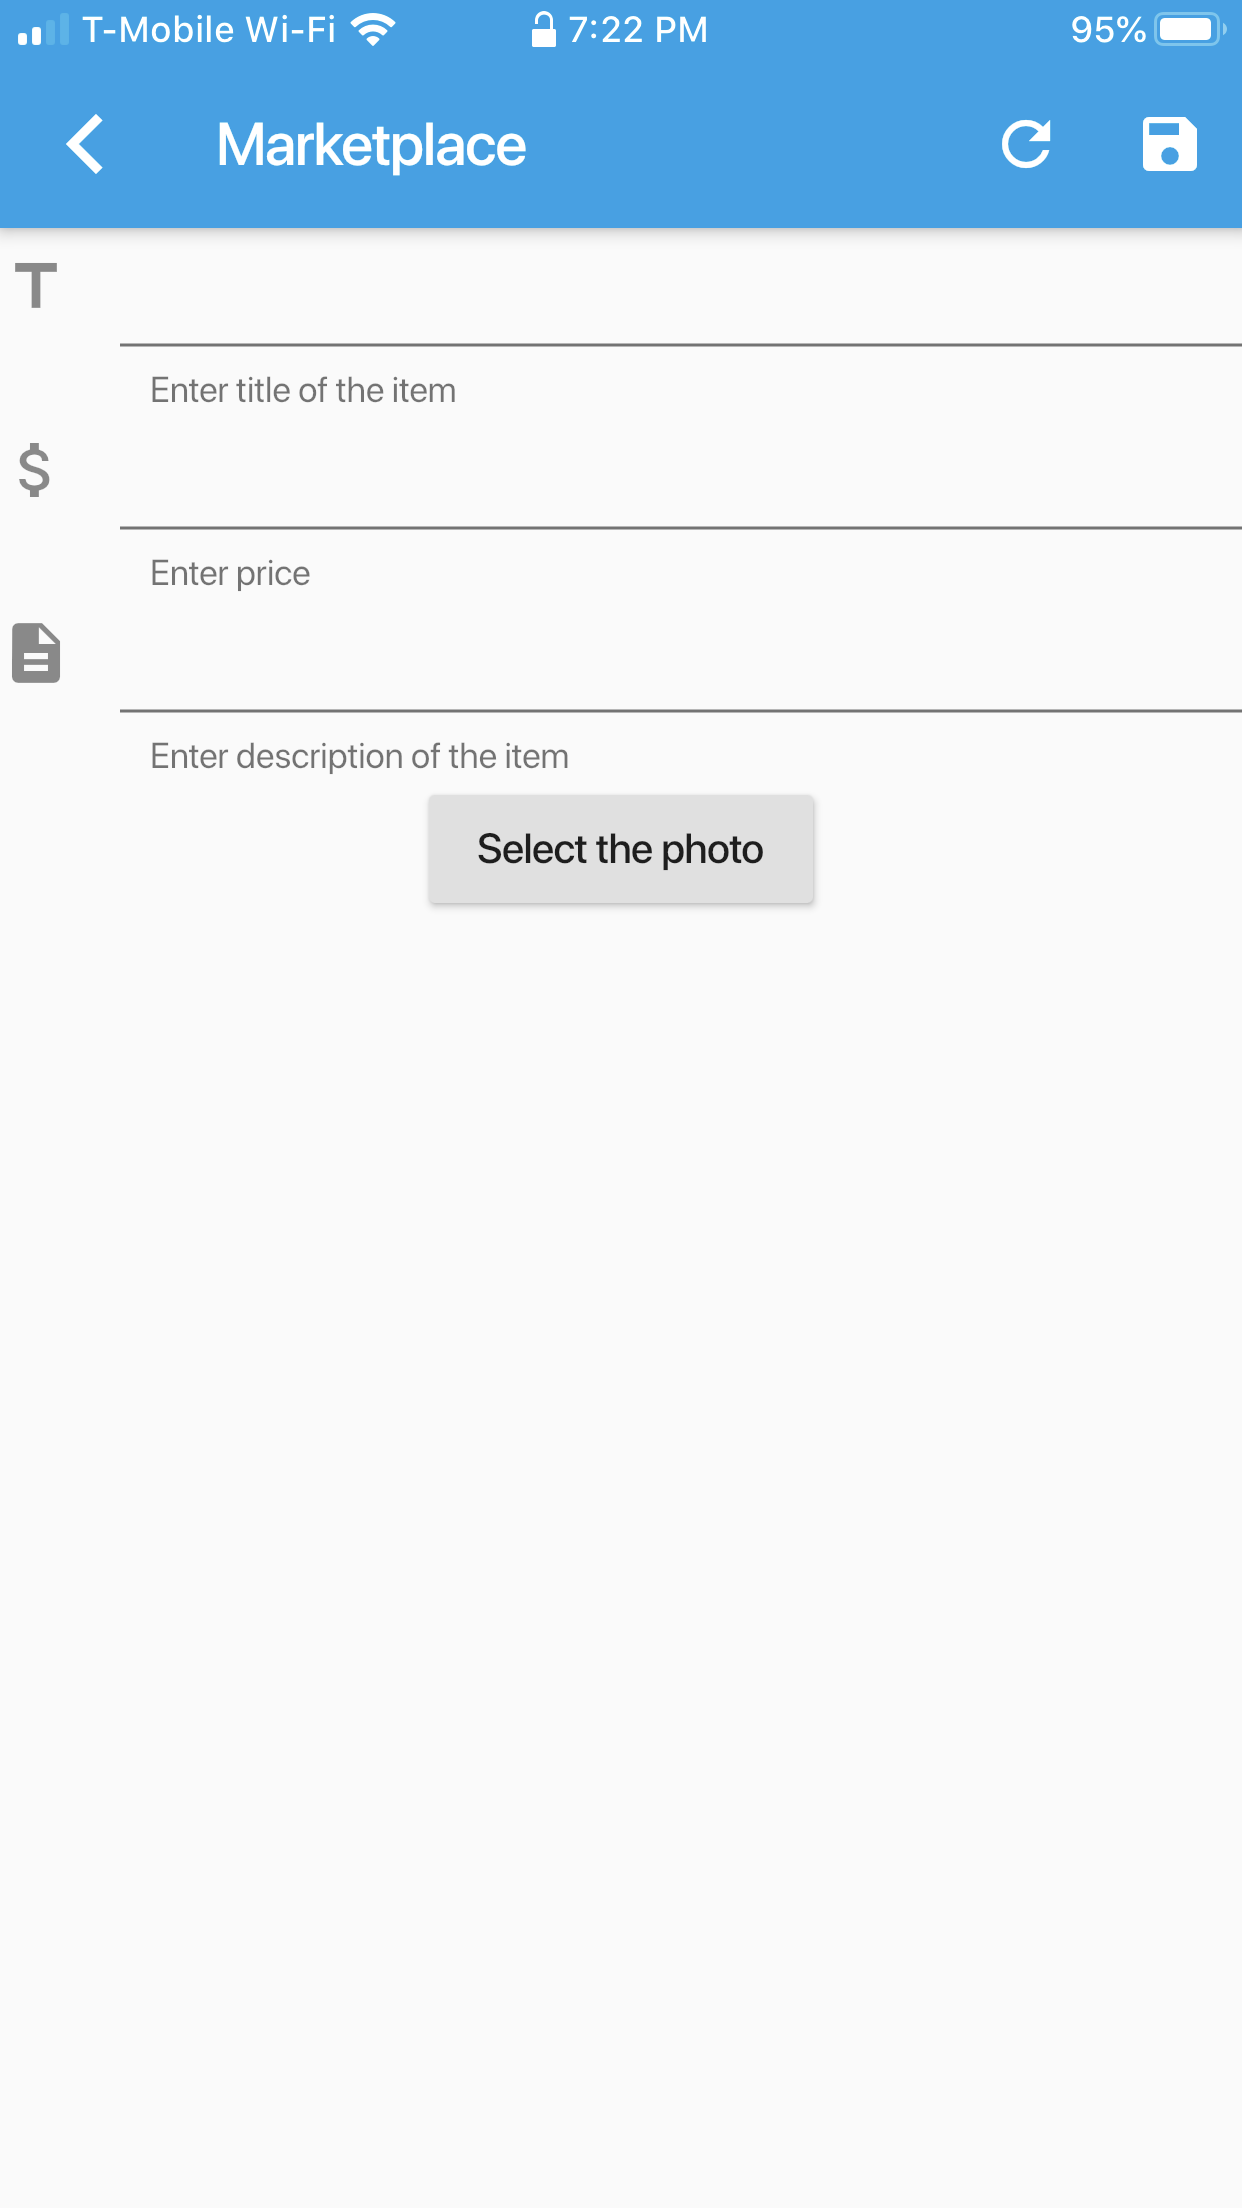 T-Mobile Wi-Fi 7:22 PM 95%
Marketplace
T
Enter title of the item
$
Enter price
Enter description of the item
Select the photo